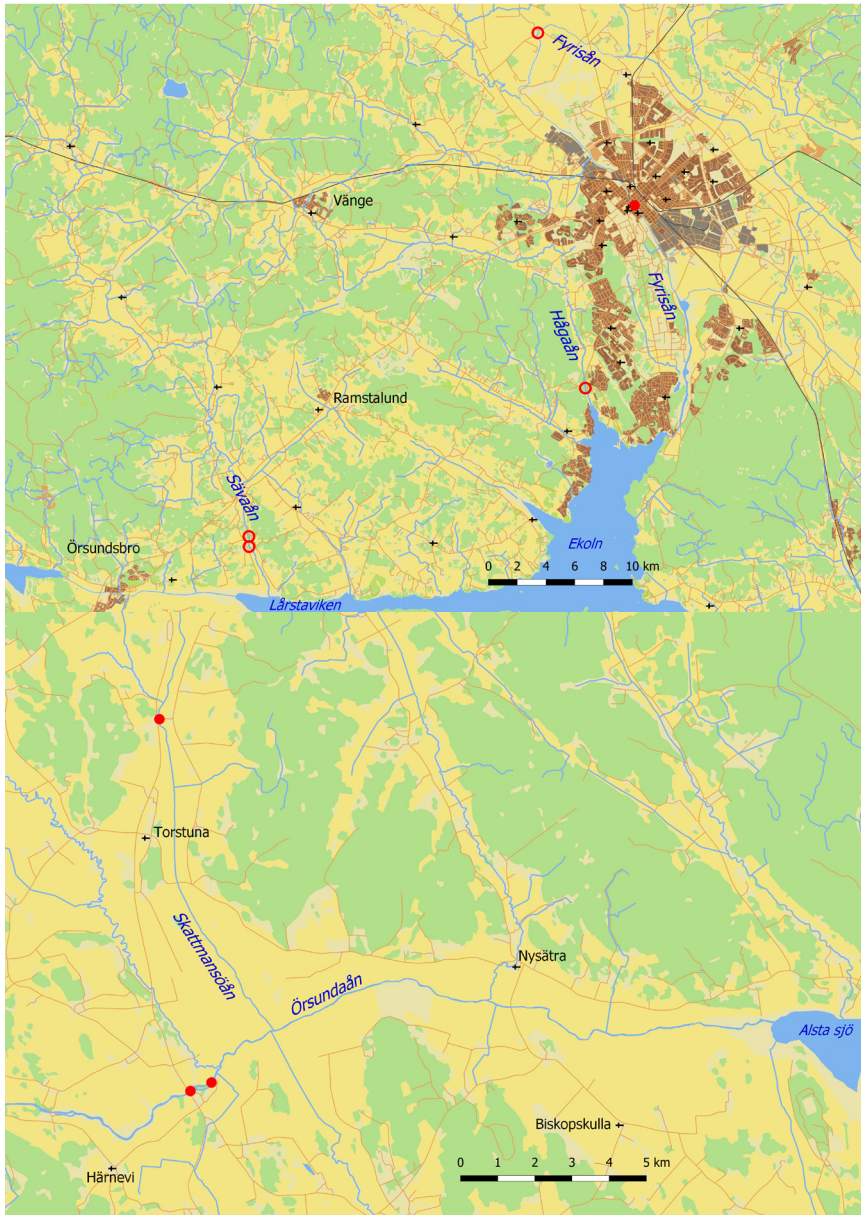 Fyrisån
Vänge
Fyrisån
Hågaån
Ramstalund
Sävaån
Örsundsbro
Ekoln
0 2 4 6 8 10 km
Lårstaviken
Torstuna
Skattmansöån
Nysätra
Örsundaån
Alsta sjö
Biskopskulla
Härnevi
0 1 2 3 4 5 km